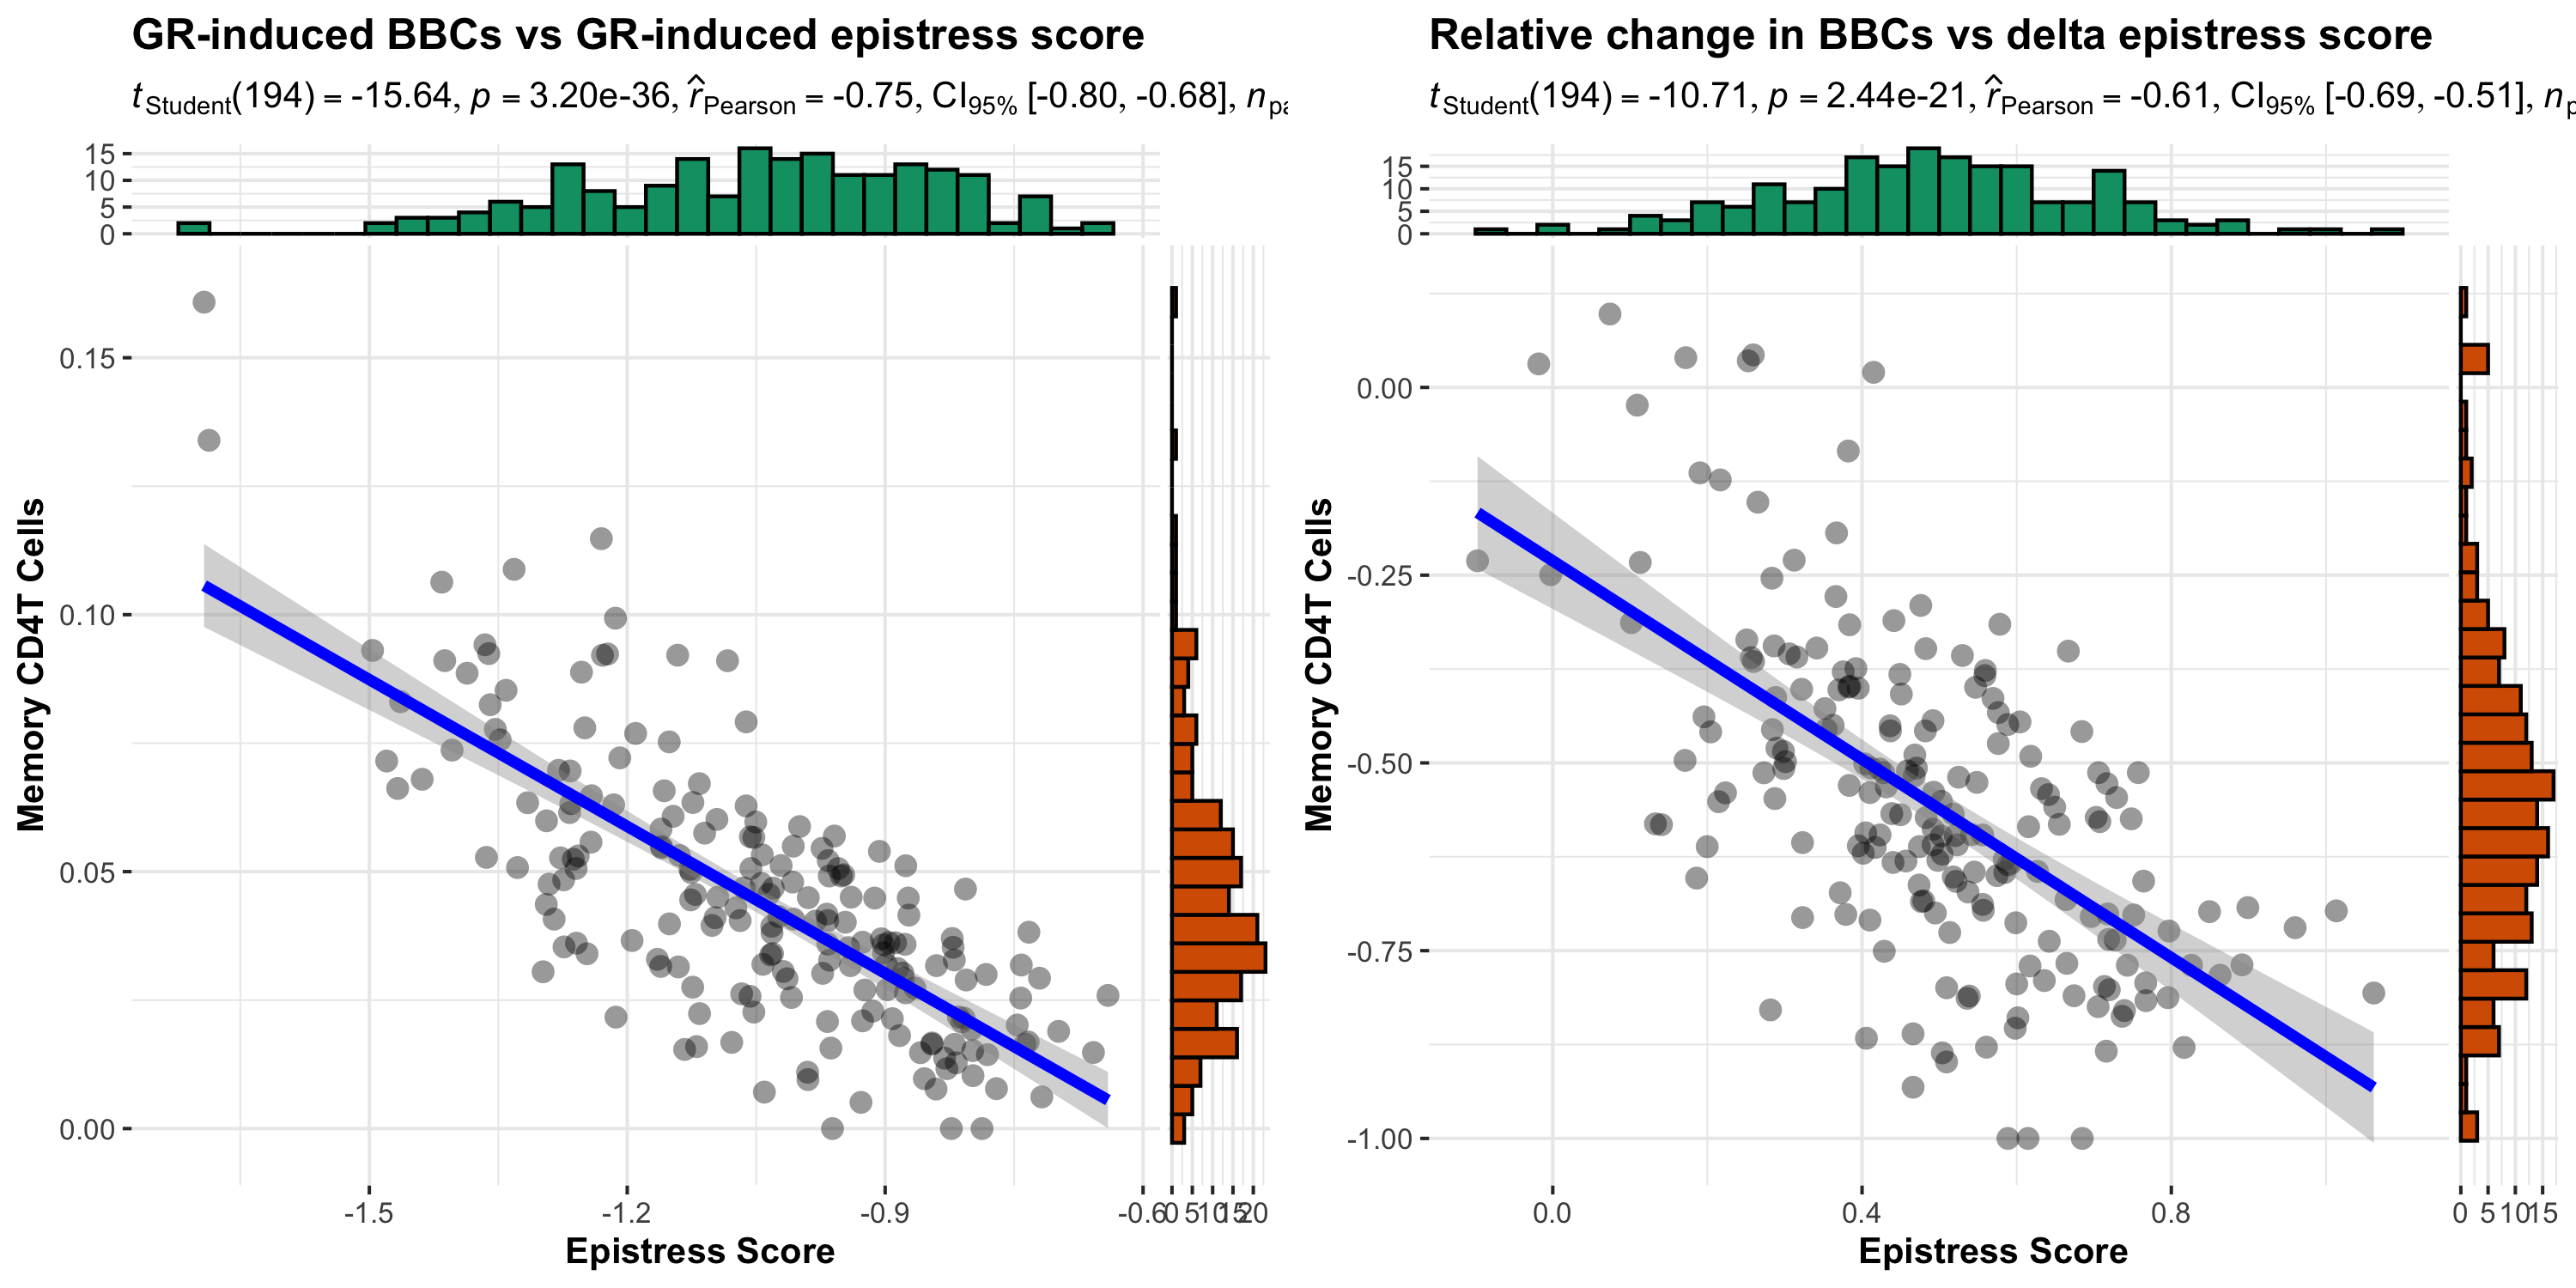 GR-induced BBCs vs GR-induced epistress score
t Student(194) = -15.64, p = 3.20e-36, r̂ Pearson = -0.75, CI95% [-0.80, -0.68], n
15
10
5
0
Memory CD4T Cells
0.15
0.10
0.05
0.00
-1.5 -1.2 -0.9 -0.6 0 5 10 15 20
Epistress Score
Relative change in BBCs vs delta epistress score
t Student(194) = -10.71, p = 2.44e-21, r̂ Pearson = -0.61, CI95% [-0.69, -0.51], n
15
10
5
0
Memory CD4T Cells
0.00
-0.25
-0.50
-0.75
-1.00
0.0 0.4 0.8 0 5 10 15
Epistress Score